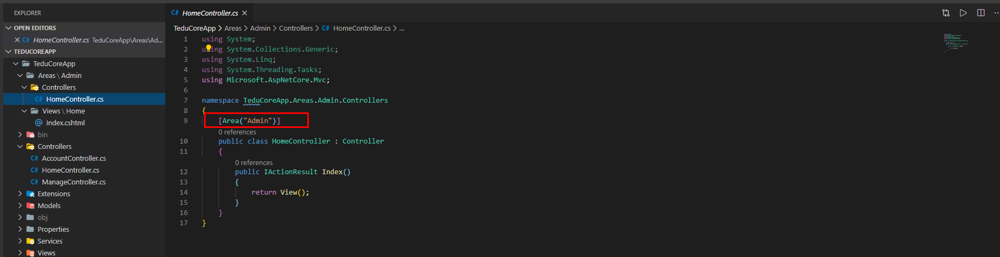 EXPLORER
OPEN EDITORS
HomeController.cs TeduCoreApp\Areas\Ad...
TEDUCOREAPP
TeduCoreApp
Areas \ Admin
Controllers
C# HomeController.cs
Views \ Home
@ Index.cshtml
bin
Controllers
C# AccountController.cs
C# HomeController.cs
C# ManageController.cs
Extensions
Models
obj
Properties
Services
Views
C# HomeController.cs
TeduCoreApp > Areas > Admin > Controllers > C# HomeController.cs > ...
1 using System;
2 using System.Collections.Generic;
3 using System.Linq;
4 using System.Threading.Tasks;
5 using Microsoft.AspNetCore.Mvc;
6
7 namespace TeduCoreApp.Areas.Admin.Controllers
8 {
9 [Area("Admin")]
0 references
10 public class HomeController : Controller
11 {
0 references
12 public IActionResult Index()
13 {
14 return View();
15 }
16 }
17 }